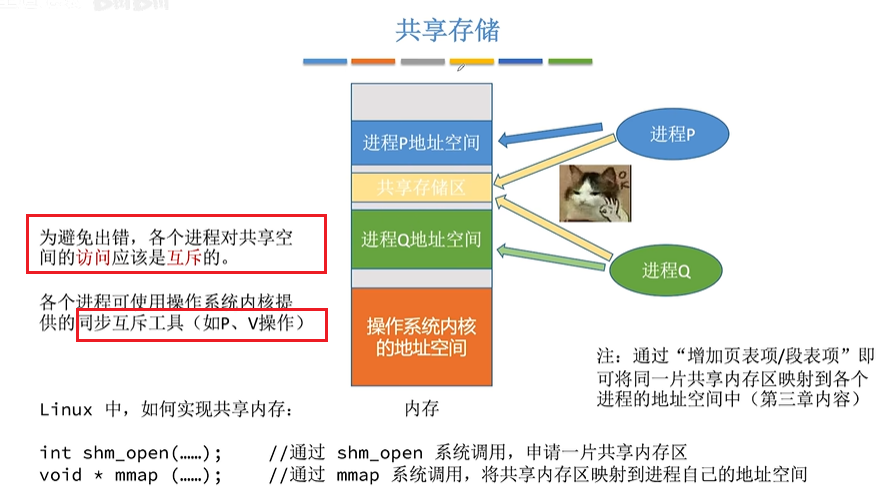 共享存储
进程P地址空间
进程P
共享存储区
为避免出错，各个进程对共享空
间的访问应该是互斥的。
进程Q地址空间
进程Q
各个进程可使用操作系统内核提
供的同步互斥工具（如P、V操作）
操作系统内核
的地址空间
注：通过“增加页表项/段表项”即
可将同一片共享内存区映射到各个
进程的地址空间中（第三章内容）
Linux 中，如何实现共享内存：
内存
int shm_open(……); //通过 shm_open 系统调用，申请一片共享内存区
void * mmap (……); //通过 mmap 系统调用，将共享内存区映射到进程自己的地址空间